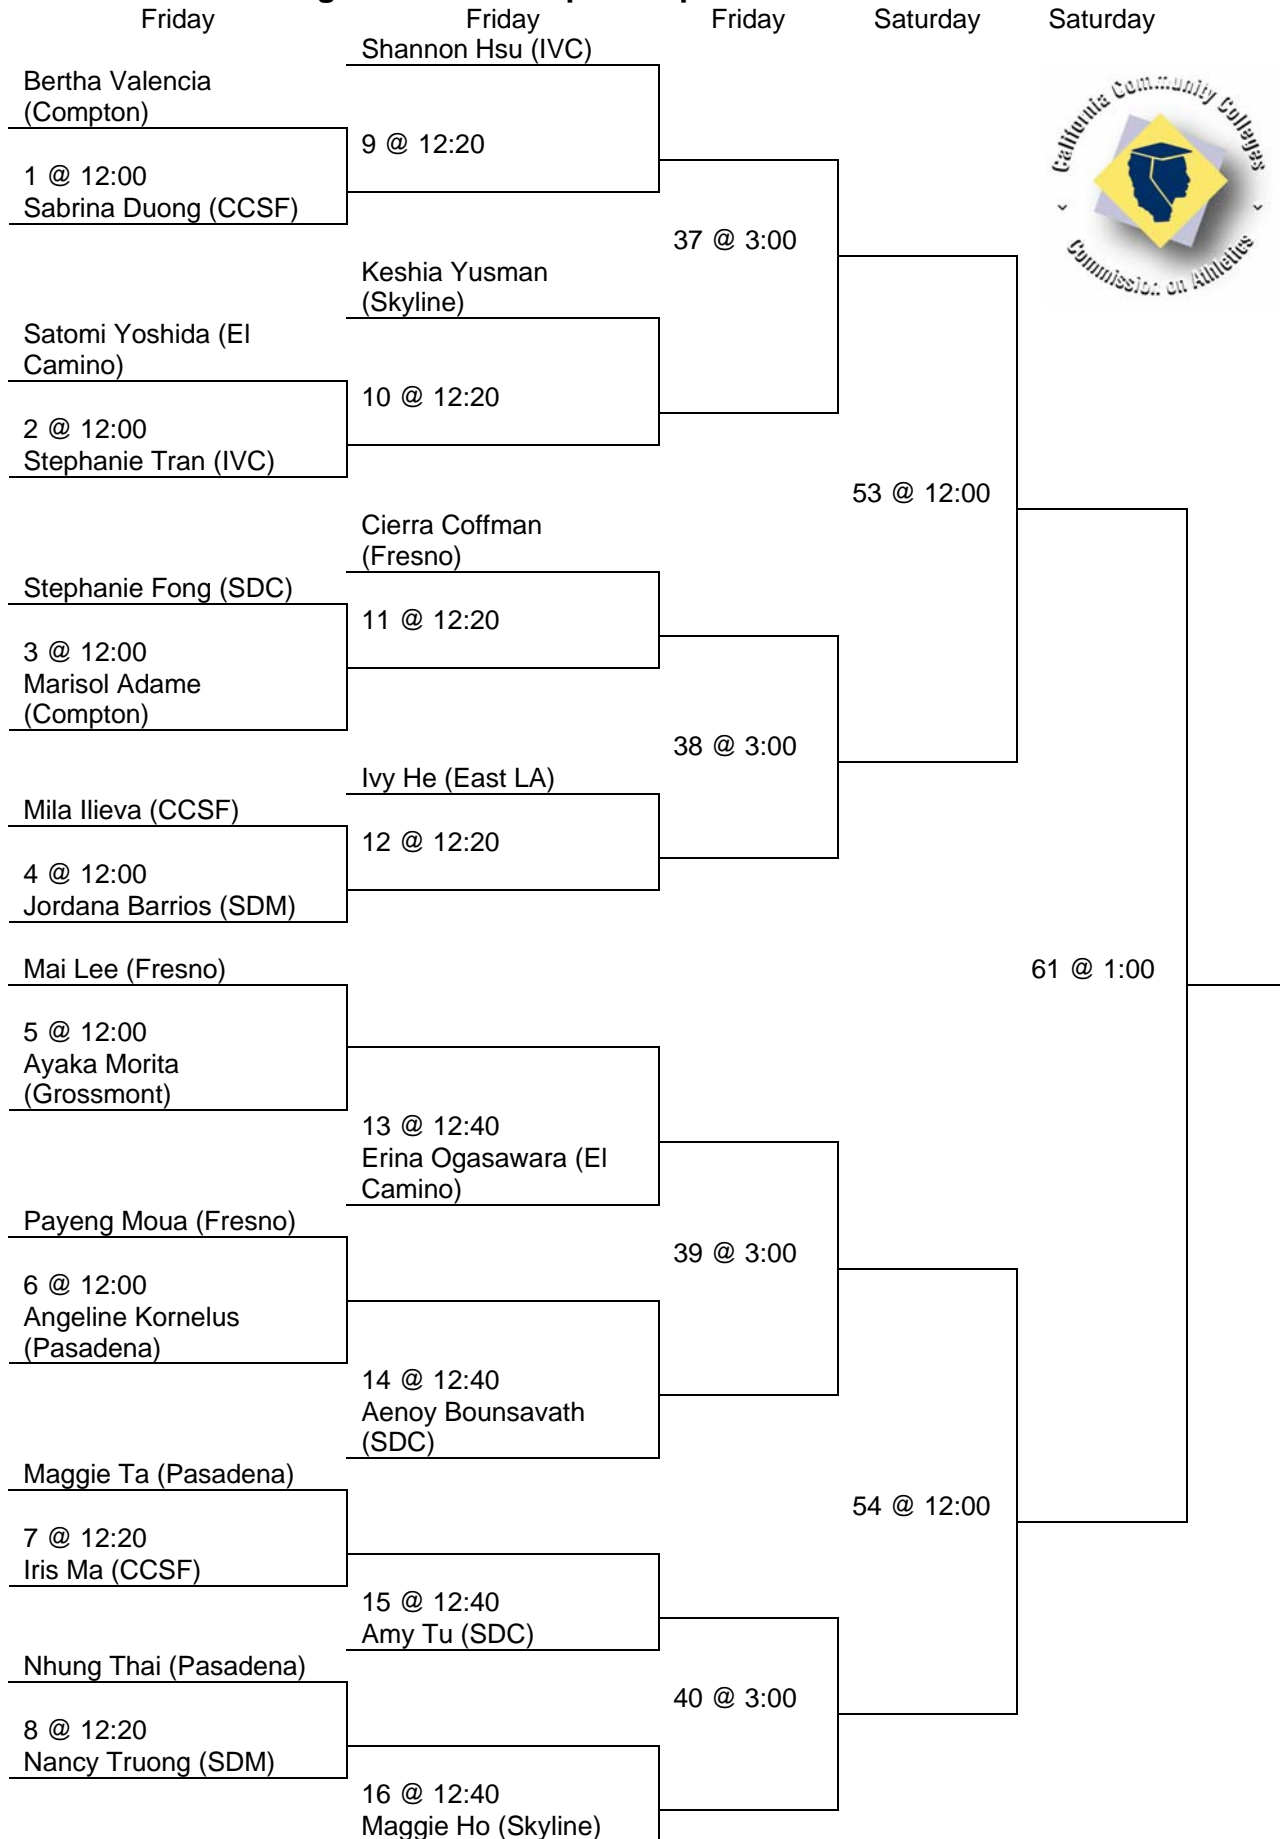 Friday
Friday
Friday
Saturday
Saturday
Shannon Hsu (IVC)
Bertha Valencia
(Compton)
9 @ 12:20
1 @ 12:00
Sabrina Duong (CCSF)
37 @ 3:00
California Community Colleges
Commission on Athletics
Keshia Yusman
(Skyline)
Satomi Yoshida (El
Camino)
10 @ 12:20
2 @ 12:00
Stephanie Tran (IVC)
53 @ 12:00
Cierra Coffman
(Fresno)
Stephanie Fong (SDC)
11 @ 12:20
3 @ 12:00
Marisol Adame
(Compton)
38 @ 3:00
Ivy He (East LA)
Mila Ilieva (CCSF)
12 @ 12:20
4 @ 12:00
Jordana Barrios (SDM)
Mai Lee (Fresno)
61 @ 1:00
5 @ 12:00
Ayaka Morita
(Grossmont)
13 @ 12:40
Erina Ogasawara (El
Camino)
Payeng Moua (Fresno)
39 @ 3:00
6 @ 12:00
Angeline Kornelus
(Pasadena)
14 @ 12:40
Aenoy Bounsavath
(SDC)
Maggie Ta (Pasadena)
54 @ 12:00
7 @ 12:20
Iris Ma (CCSF)
15 @ 12:40
Amy Tu (SDC)
Nhung Thai (Pasadena)
40 @ 3:00
8 @ 12:20
Nancy Truong (SDM)
16 @ 12:40
Maggie Ho (Skyline)